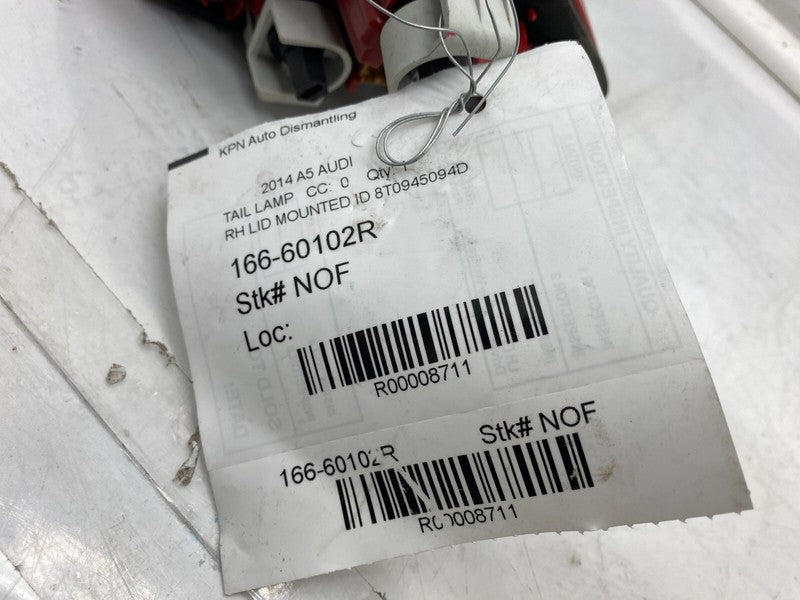 KPN Auto Dismantling
2014 A5 AUDI
TAIL LAMP CC: 0 Qty: 1
RH LID MOUNTED ID 8T0945094D
166-60102R
Stk# NOF
Loc:
R00008711
166-60102R Stk# NOF
R00008711